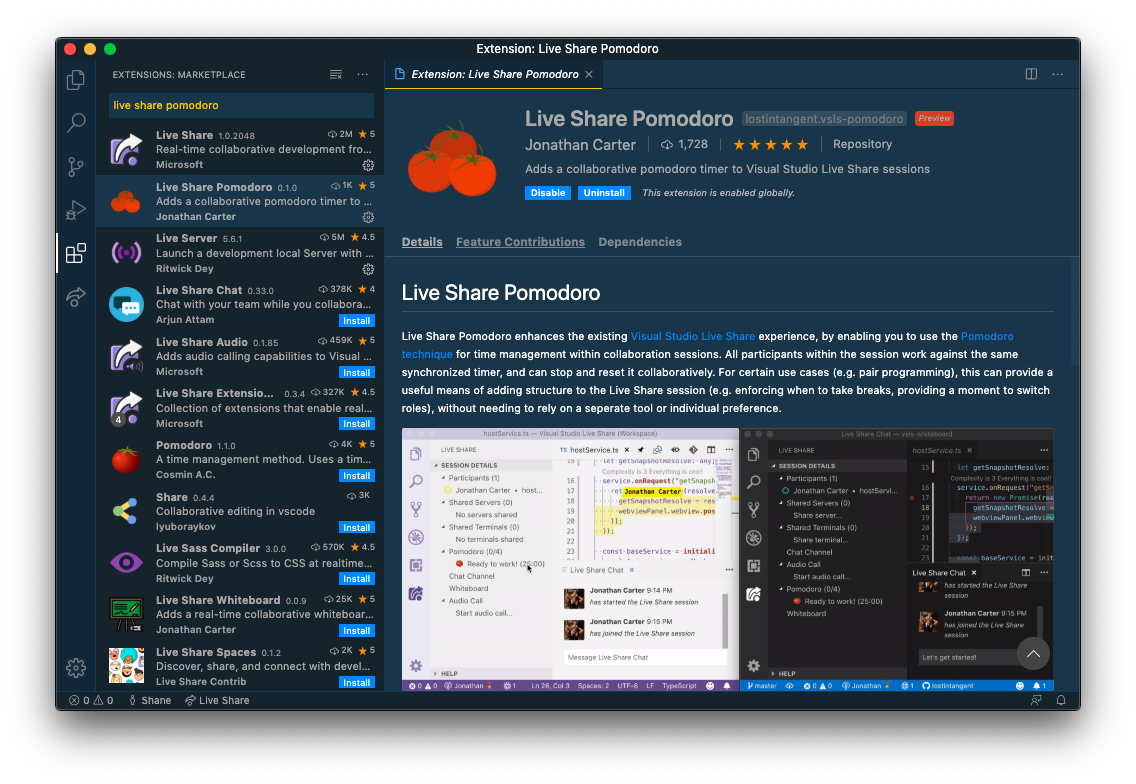 Extension: Live Share Pomodoro
EXTENSIONS: MARKETPLACE
live share pomodoro
Live Share 1.0.2048 2M ★ 5
Real-time collaborative development fro...
Microsoft
Live Share Pomodoro 0.1.0 1K ★ 5
Adds a collaborative pomodoro timer to ...
Jonathan Carter
Live Server 5.6.1 5M ★ 4.5
Launch a development local Server with ...
Ritwick Dey
Live Share Chat 0.33.0 378K ★ 4
Chat with your team while you collabora...
Arjun Attam Install
Live Share Audio 0.1.85 459K ★ 5
Adds audio calling capabilities to Visual ...
Microsoft Install
Live Share Extensio... 0.3.4 327K ★ 4.5
Collection of extensions that enable real...
4
Microsoft Install
Pomodoro 1.1.0 4K ★ 5
A time management method. Uses a tim...
Cosmin A.C. Install
Share 0.4.4 3K
Collaborative editing in vscode
lyuboraykov Install
Live Sass Compiler 3.0.0 570K ★ 4.5
Compile Sass or Scss to CSS at realtime...
Ritwick Dey Install
Live Share Whiteboard 0.0.9 25K ★ 5
Adds a real-time collaborative whiteboar...
Jonathan Carter Install
Live Share Spaces 0.1.2 2K ★ 5
Discover, share, and connect with devel...
Live Share Contrib Install
Extension: Live Share Pomodoro
Live Share Pomodoro lostintangent.vsls-pomodoro Preview
Jonathan Carter 1,728 ★★★★★ Repository
Adds a collaborative pomodoro timer to Visual Studio Live Share sessions
Disable Uninstall This extension is enabled globally.
Details Feature Contributions Dependencies
Live Share Pomodoro
Live Share Pomodoro enhances the existing Visual Studio Live Share experience, by enabling you to use the Pomodoro
technique for time management within collaboration sessions. All participants within the session work against the same
synchronized timer, and can stop and reset it collaboratively. For certain use cases (e.g. pair programming), this can provide a
useful means of adding structure to the Live Share session (e.g. enforcing when to take breaks, providing a moment to switch
roles), without needing to rely on a seperate tool or individual preference.
hostService.ts — Visual Studio Live Share (Workspace)
LIVE SHARE
SESSION DETAILS
Participants (1)
Jonathan Carter • host...
Shared Servers (0)
No servers shared
Shared Terminals (0)
No terminals shared
Pomodoro (0/4)
Ready to work! (25:00)
Chat Channel
Whiteboard
Audio Call
Start audio call...
HELP
TS hostService.ts
15 let getSnapshotResolve: any
Complexity is 3 Everything is cool!
16 service.onRequest("getSnapsh
17 ret Jonathan Carter (resolve
18 getSnapshotResolve = res
19 webviewPanel.webview.pos
20 });
21 });
22
23 const baseService = initiali
Live Share Chat
Jonathan Carter 9:14 PM
has started the Live Share session
Jonathan Carter 9:15 PM
has joined the Live Share session
Message Live Share Chat
0 0 Jonathan 1 Ln 26, Col 3 Spaces: 2 UTF-8 LF TypeScript
Live Share Chat — vsls-whiteboard
LIVE SHARE
SESSION DETAILS
Participants (1)
Jonathan Carter • hostServi...
Shared Servers (0)
Share server...
Shared Terminals (0)
Share terminal...
Chat Channel
Audio Call
Start audio call...
Pomodoro (0/4)
Ready to work! (25:00)
Whiteboard
HELP
hostService.ts
15 let getSnapshotResolve:
Complexity is 3 Everything is cool!
16 service.onRequest("getSn
17 return new Promise(res
18 getSnapshotResolve
19 webviewPanel.webview
20 });
21 });
22
23 const baseService = init
Live Share Chat
has started the Live Share
session
Jonathan Carter 9:15 PM
has joined the Live Share
session
Let's get started!
master 0 0 Jonathan 1 lostintangent 1
0 0 Shane Live Share